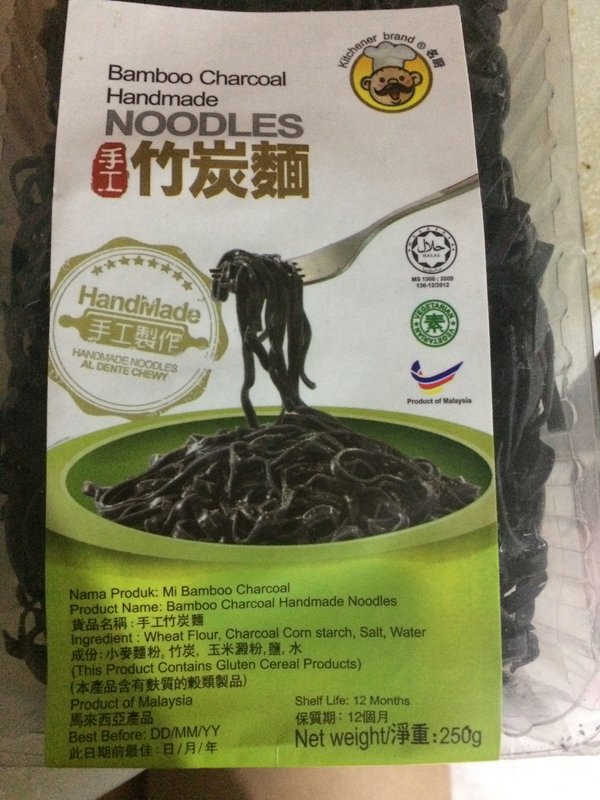 Kitchener brand ® 名厨
Bamboo Charcoal
Handmade
NOODLES
手工 竹炭麵
HandMade
手工製作
HANDMADE NOODLES
AL DENTE CHEWY
حلال
HALAL
MS 1500 : 2009
136-12/2012
VEGETARIAN
素
VEGETARIAN
Product of Malaysia
Nama Produk: Mi Bamboo Charcoal
Product Name: Bamboo Charcoal Handmade Noodles
貨品名稱 : 手工竹炭麵
Ingredient : Wheat Flour, Charcoal Corn starch, Salt, Water
成份: 小麥麵粉, 竹炭, 玉米澱粉, 鹽, 水
(This Product Contains Gluten Cereal Products)
(本產品含有麩質的穀類製品)
Product of Malaysia
馬來西亞產品
Best Before: DD/MM/YY
此日期前最佳 : 日/月/年
Shelf Life: 12 Months
保質期 : 12個月
Net weight/淨重:250g